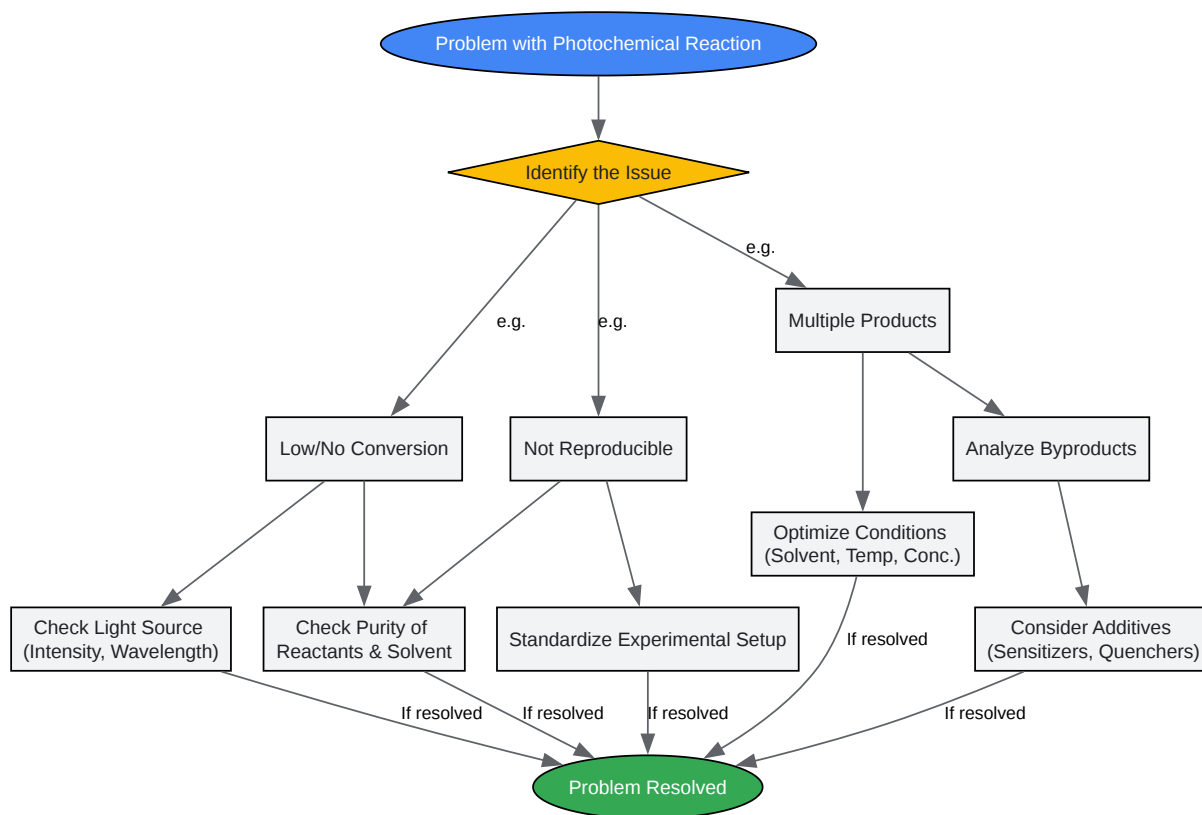 Problem with Photochemical Reaction
Identify the Issue
e.g.
Multiple Products
e.g.
e.g.
Low/No Conversion
Not Reproducible
Analyze Byproducts
Optimize Conditions
(Solvent, Temp, Conc.)
Check Light Source
(Intensity, Wavelength)
Check Purity of
Reactants & Solvent
Standardize Experimental Setup
If resolved
Consider Additives
(Sensitizers, Quenchers)
If resolved
If resolved
If resolved
If resolved
Problem Resolved